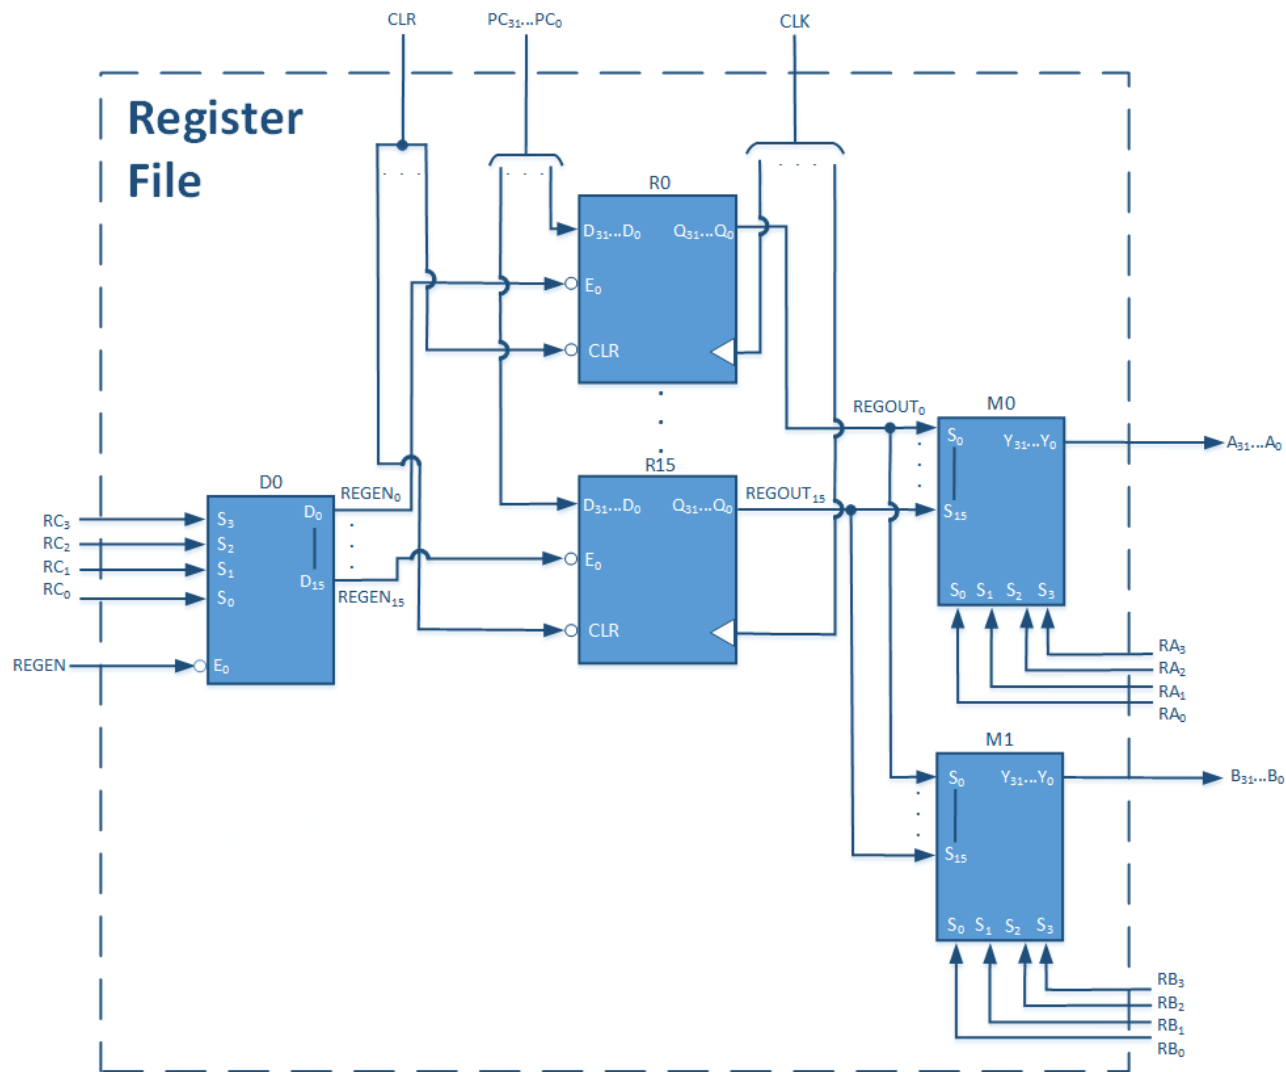 CLR
PC₃₁...PC₀
CLK
Register
File
. . .
. . .
R0
D₃₁...D₀ Q₃₁...Q₀
E₀
CLR
R15
D₃₁...D₀ Q₃₁...Q₀
E₀
CLR
D0
RC₃
RC₂
RC₁
RC₀
REGEN
S₃
S₂
S₁
S₀
E₀
D₀
D₁₅
REGEN₀
REGEN₁₅
REGOUT₀
REGOUT₁₅
M0
S₀ Y₃₁...Y₀
S₁₅
S₀ S₁ S₂ S₃
A₃₁...A₀
RA₃
RA₂
RA₁
RA₀
M1
S₀ Y₃₁...Y₀
S₁₅
S₀ S₁ S₂ S₃
B₃₁...B₀
RB₃
RB₂
RB₁
RB₀